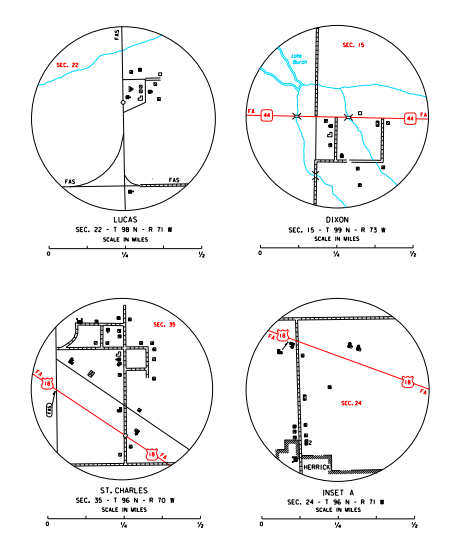 FAS
SEC. 22
FAS
FAS
LUCAS
SEC. 22 - T 98 N - R 71 W
SCALE IN MILES
0 ¼ ½
SEC. 15
Lake
Burch
FA 44
44 FA
DIXON
SEC. 15 - T 99 N - R 73 W
SCALE IN MILES
0 ¼ ½
SEC. 35
FA
18
18
FA
ST. CHARLES
SEC. 35 - T 96 N - R 70 W
SCALE IN MILES
0 ¼ ½
FA
18
18
FA
SEC. 24
2
HERRICK
INSET A
SEC. 24 - T 96 N - R 71 W
SCALE IN MILES
0 ¼ ½